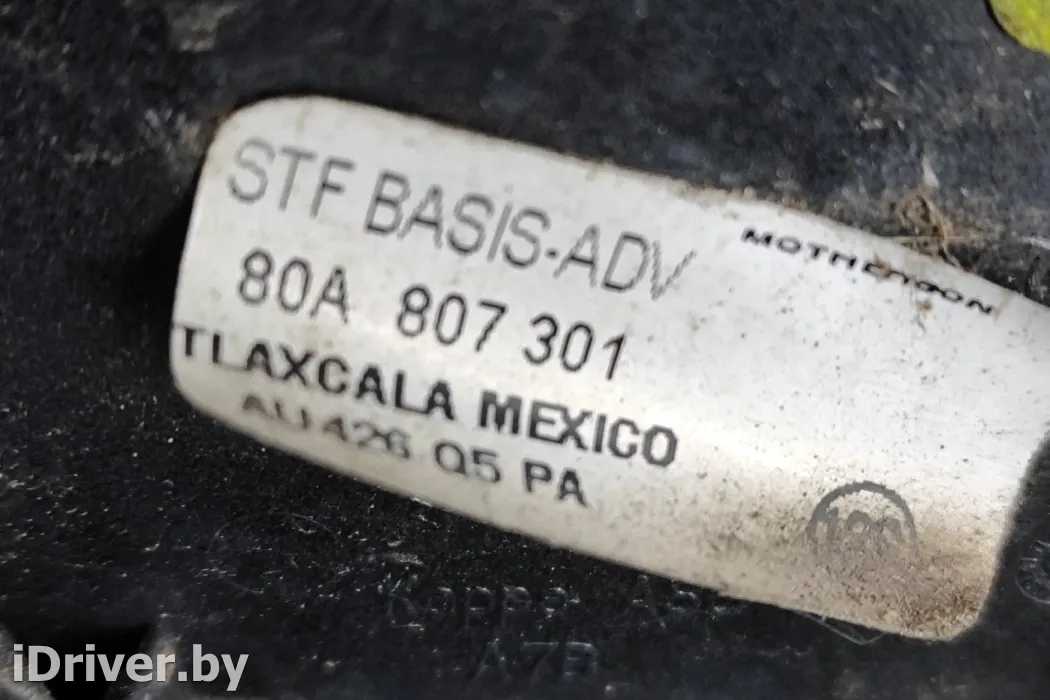 STF BASiS-ADV
MOTHERSON
80A 807 301
TLAXCALA MEXICO
AU 426 Q5 PA
iDriver.by